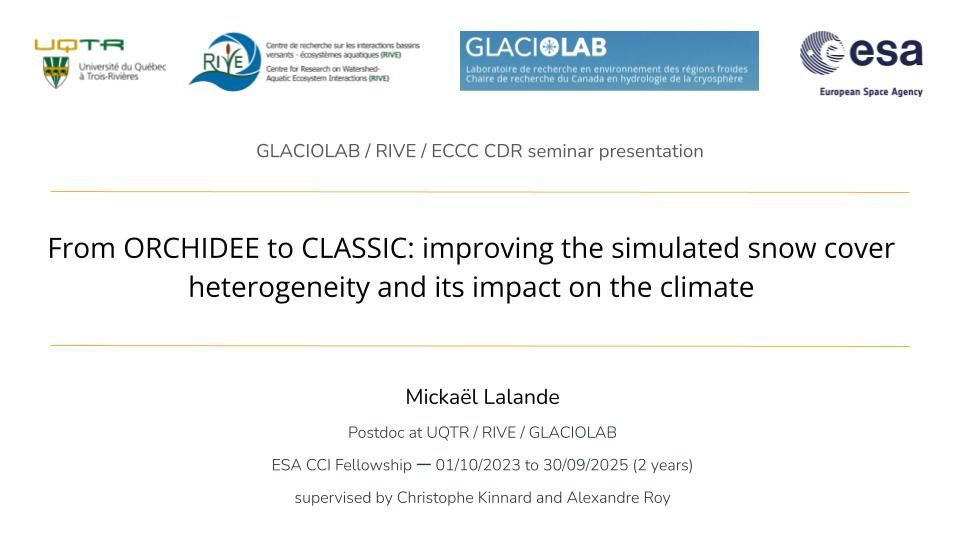 UQTR
Université du Québec
à Trois-Rivières
RIVE
Centre de recherche sur les interactions bassins
versants - écosystèmes aquatiques (RIVE)
Centre for Research on Watershed-
Aquatic Ecosystem Interactions (RIVE)
GLACIOLAB
Laboratoire de recherche en environnement des régions froides
Chaire de recherche du Canada en hydrologie de la cryosphère
esa
European Space Agency
GLACIOLAB / RIVE / ECCC CDR seminar presentation
From ORCHIDEE to CLASSIC: improving the simulated snow cover
heterogeneity and its impact on the climate
Mickaël Lalande
Postdoc at UQTR / RIVE / GLACIOLAB
ESA CCI Fellowship — 01/10/2023 to 30/09/2025 (2 years)
supervised by Christophe Kinnard and Alexandre Roy